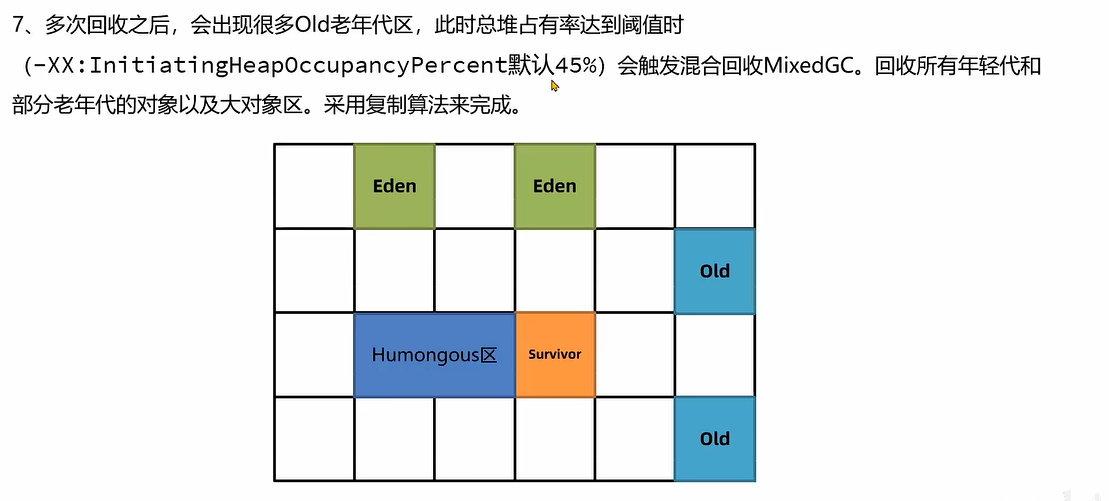 7、多次回收之后，会出现很多Old老年代区，此时总堆占有率达到阈值时
（-XX:InitiatingHeapOccupancyPercent默认45%）会触发混合回收MixedGC。回收所有年轻代和
部分老年代的对象以及大对象区。采用复制算法来完成。
Eden
Eden
Old
Humongous区
Survivor
Old